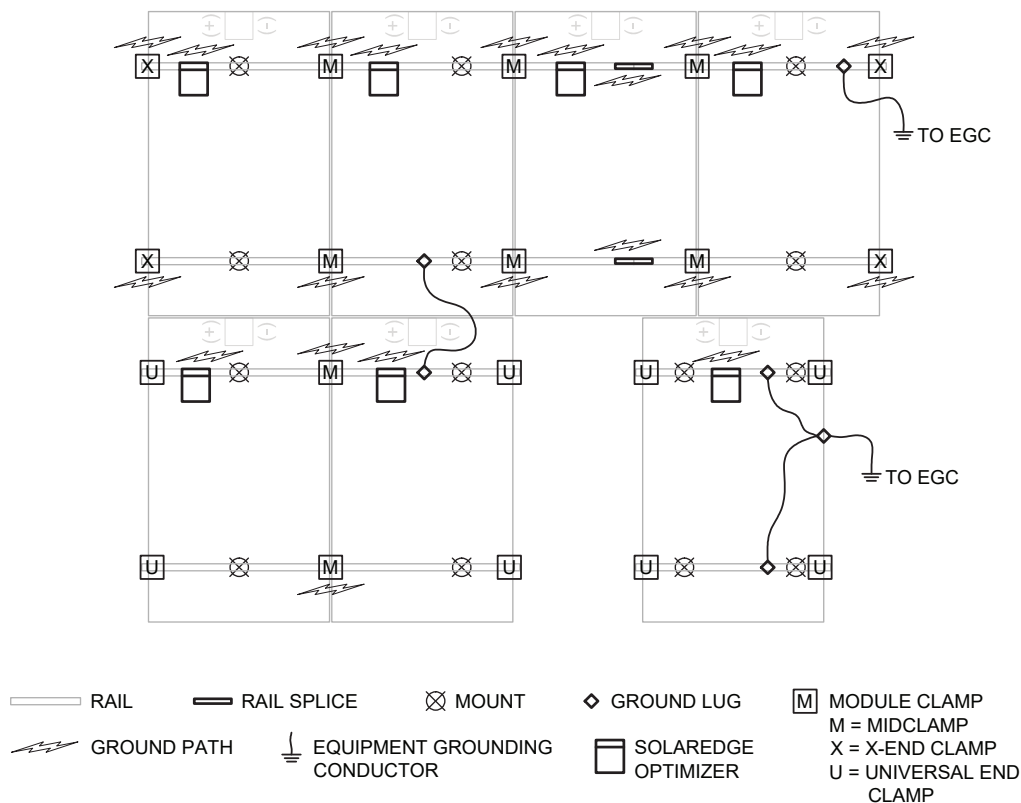 X
M
M
M
X
TO EGC
X
M
M
M
X
U
M
U
U
U
TO EGC
U
M
U
U
U
RAIL
RAIL SPLICE
MOUNT
GROUND LUG
M
MODULE CLAMP
M = MIDCLAMP
X = X-END CLAMP
U = UNIVERSAL END
CLAMP
GROUND PATH
EQUIPMENT GROUNDING
CONDUCTOR
SOLAREDGE
OPTIMIZER